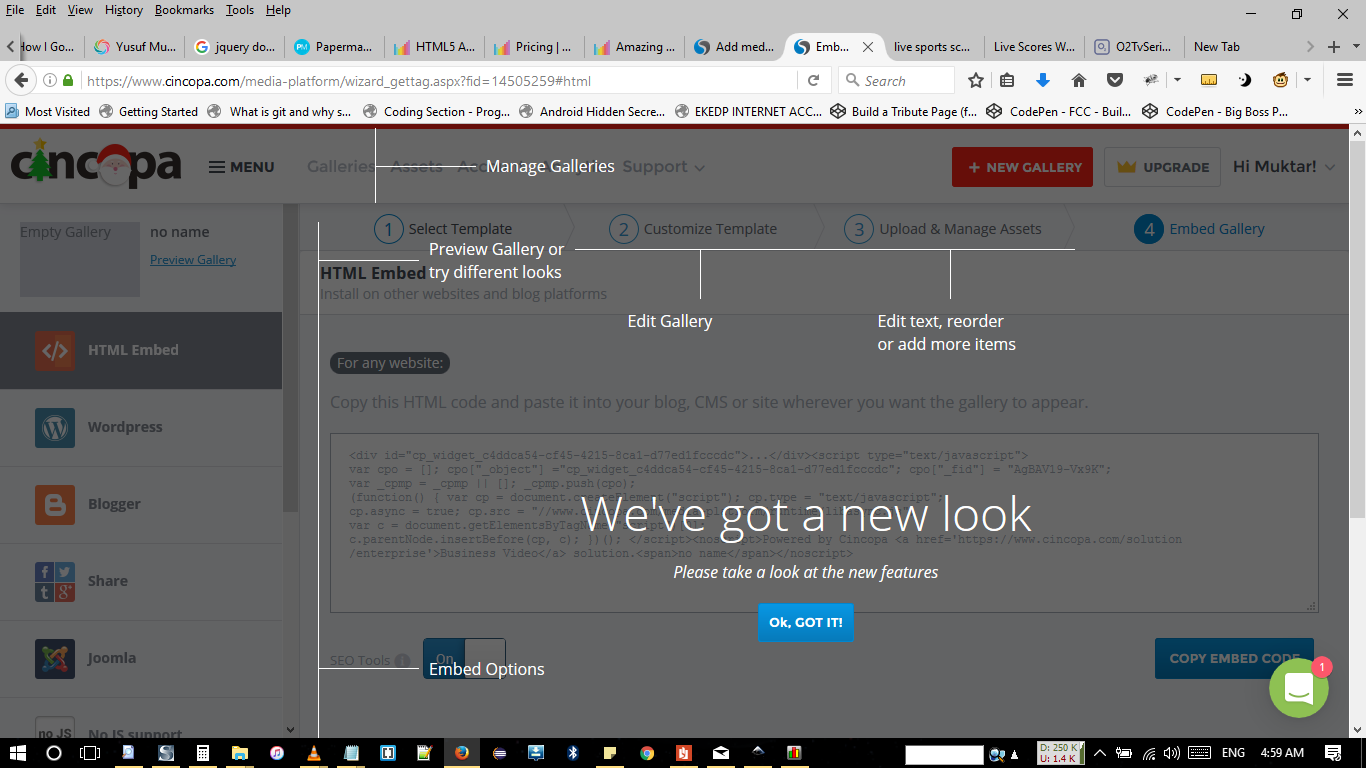 File Edit View History Bookmarks Tools Help
How I Go... Yusuf Mu... jquery do... Paperma... HTML5 A... Pricing | ... Amazing ... Add med... Emb... live sports sc... Live Scores W... O2TvSeri... New Tab
https://www.cincopa.com/media-platform/wizard_gettag.aspx?fid=14505259#html
Search
Most Visited Getting Started What is git and why s... Coding Section - Prog... Android Hidden Secre... EKEDP INTERNET ACC... Build a Tribute Page (f... CodePen - FCC - Buil... CodePen - Big Boss P... »
cincopa MENU Galleries Assets Support + NEW GALLERY UPGRADE Hi Muktar!
Manage Galleries
Empty Gallery
no name
Preview Gallery
1 Select Template 2 Customize Template 3 Upload & Manage Assets 4 Embed Gallery
Preview Gallery or
try different looks
HTML Embed
Install on other websites and blog platforms
Edit Gallery
Edit text, reorder
or add more items
HTML Embed
Wordpress
Blogger
Share
Joomla
no JS No JS support
For any website:
Copy this HTML code and paste it into your blog, CMS or site wherever you want the gallery to appear.
<div id="cp_widget_c4ddca54-cf45-4215-8ca1-d77ed1fcccdc">...</div><script type="text/javascript">
var cpo = []; cpo["_object"] ="cp_widget_c4ddca54-cf45-4215-8ca1-d77ed1fcccdc"; cpo["_fid"] = "AgBAV19-Vx9K";
var _cpmp = _cpmp || []; _cpmp.push(cpo);
(function() { var cp = document.createElement("script"); cp.type = "text/javascript";
cp.async = true; cp.src = "//www.
var c = document.getElementsByTagName
c.parentNode.insertBefore(cp, c); })(); </script><noscript>Powered by Cincopa <a href='https://www.cincopa.com/solution
/enterprise'>Business Video</a> solution.<span>no name</span></noscript>
We've got a new look
Please take a look at the new features
Ok, GOT IT!
SEO Tools i On
COPY EMBED CODE
Embed Options
1
D: 250 K
U: 1.4 K
ENG 4:59 AM